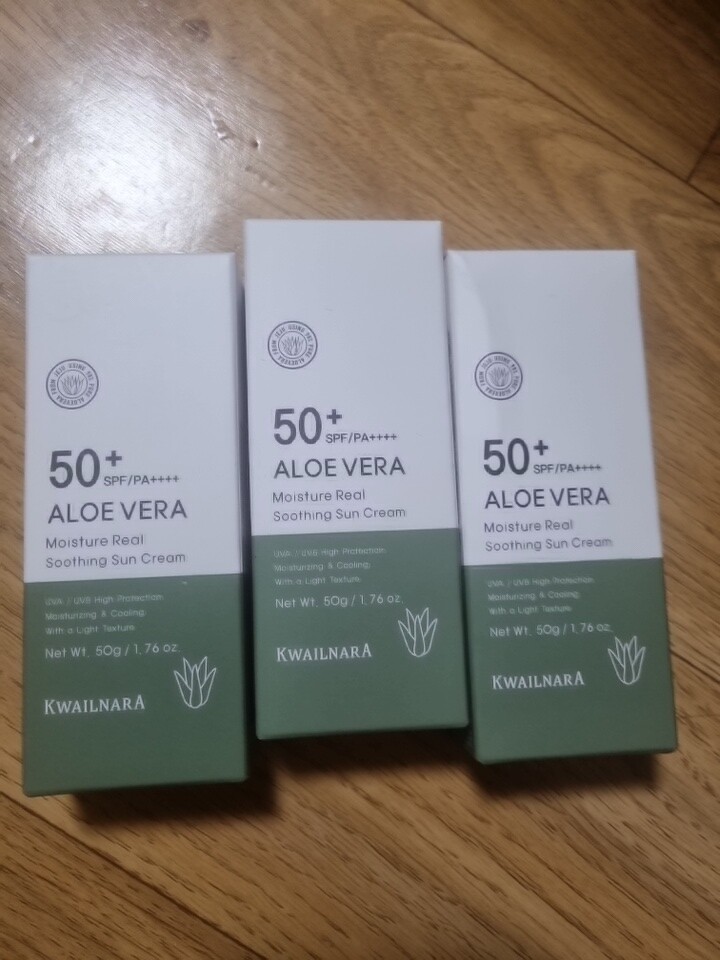 50+
SPF/PA++++
ALOE VERA
Moisture Real
Soothing Sun Cream
UVA / UVB High Protection,
Moisturizing & Cooling,
With a Light Texture.
Net Wt. 50g / 1.76 oz.
KWAILNARA
50+
SPF/PA++++
ALOE VERA
Moisture Real
Soothing Sun Cream
UVA / UVB High Protection,
Moisturizing & Cooling,
With a Light Texture.
Net Wt. 50g / 1.76 oz.
KWAILNARA
50+
SPF/PA++++
ALOE VERA
Moisture Real
Soothing Sun Cream
UVA / UVB High Protection,
Moisturizing & Cooling,
With a Light Texture.
Net Wt. 50g / 1.76 oz.
KWAILNARA